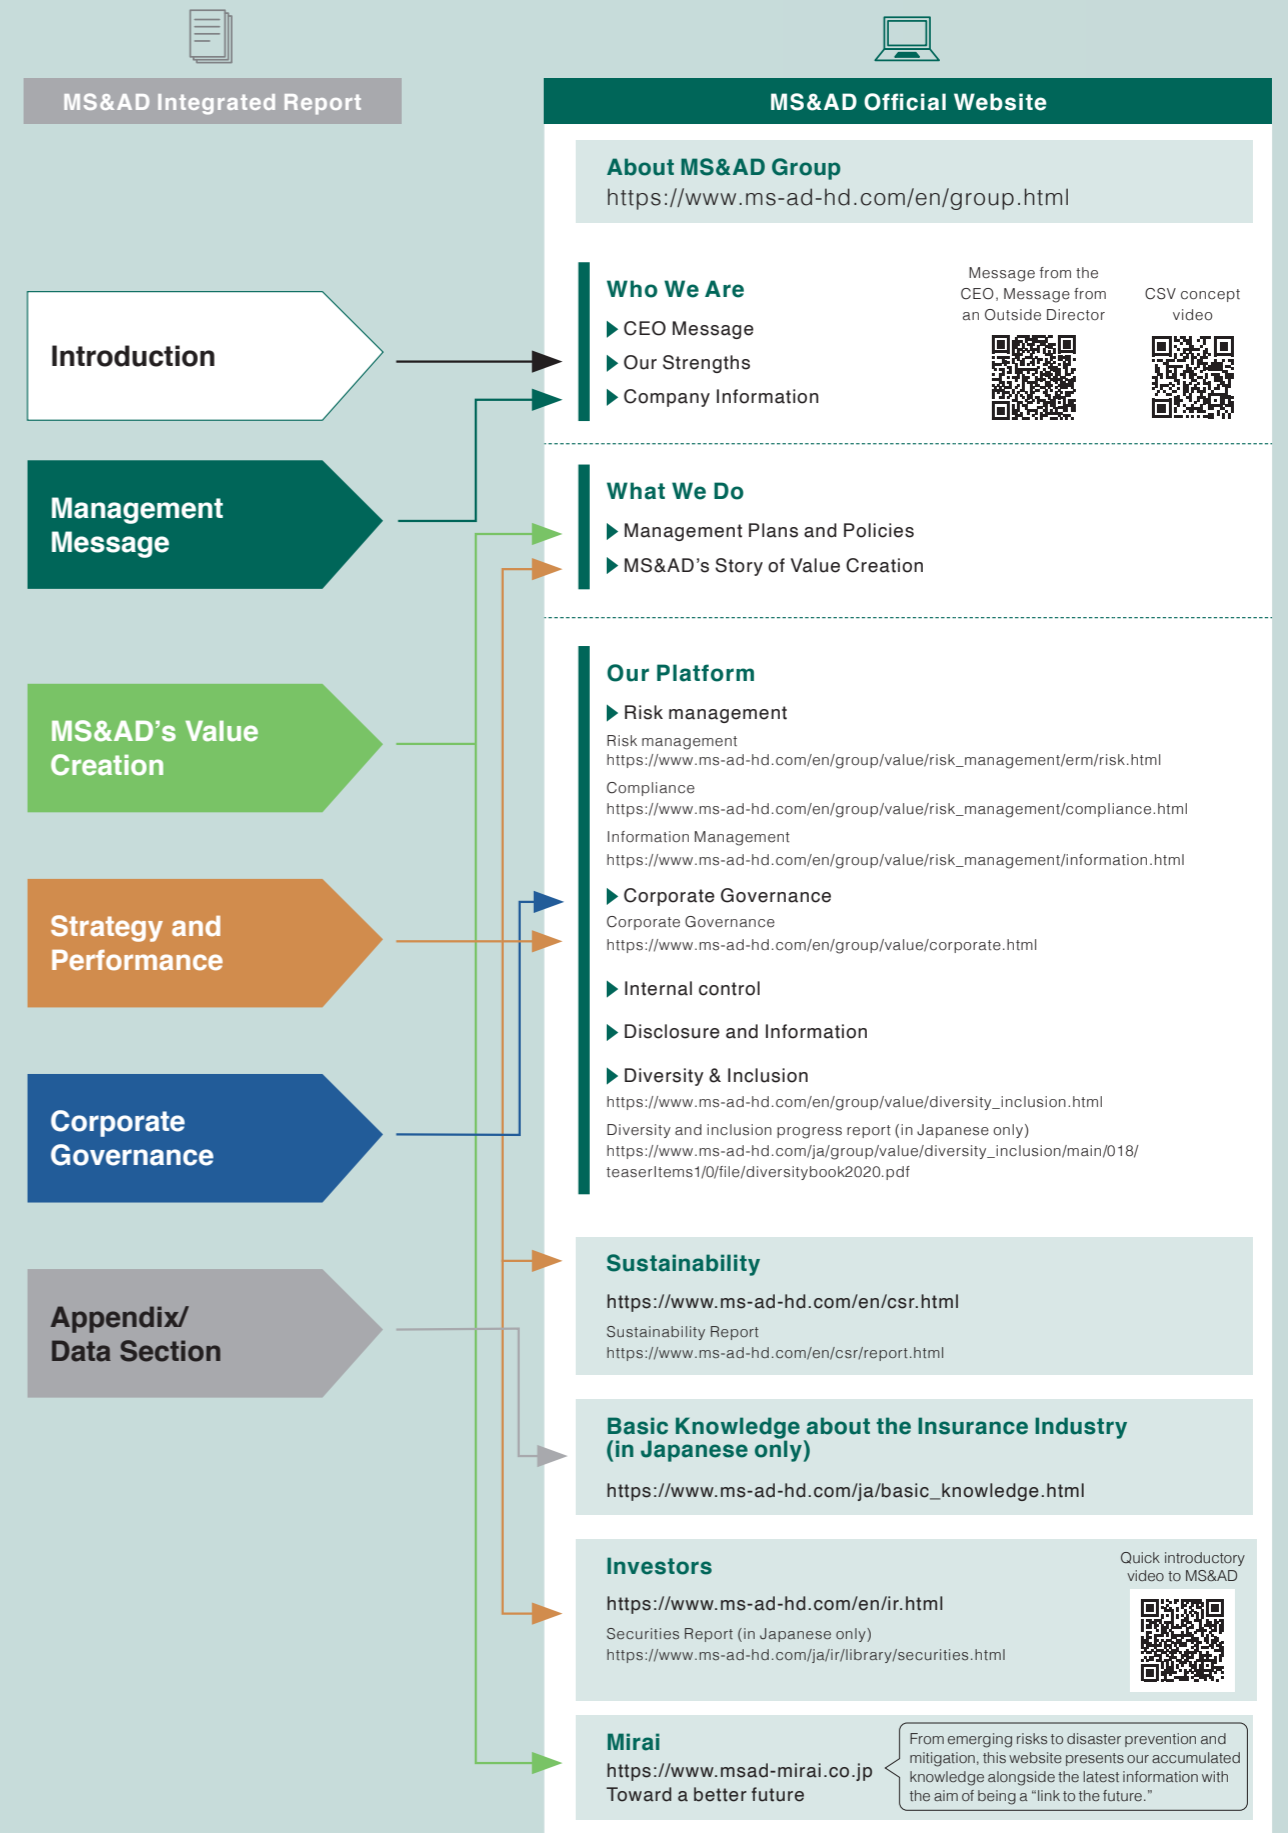 MS&AD Integrated Report
Introduction
Management
Message
MS&AD's Value
Creation
Strategy and
Performance
Corporate
Governance
Appendix/
Data Section
MS&AD Official Website
About MS&AD Group
https://www.ms-ad-hd.com/en/group.html
Who We Are
CEO Message
Our Strengths
Company Information
Message from the
CEO, Message from
an Outside Director
CSV concept
video
What We Do
Management Plans and Policies
MS&AD's Story of Value Creation
Our Platform
Risk management
Risk management
https://www.ms-ad-hd.com/en/group/value/risk_management/erm/risk.html
Compliance
https://www.ms-ad-hd.com/en/group/value/risk_management/compliance.html
Information Management
https://www.ms-ad-hd.com/en/group/value/risk_management/information.html
Corporate Governance
Corporate Governance
https://www.ms-ad-hd.com/en/group/value/corporate.html
Internal control
Disclosure and Information
Diversity & Inclusion
https://www.ms-ad-hd.com/en/group/value/diversity_inclusion.html
Diversity and inclusion progress report (in Japanese only)
https://www.ms-ad-hd.com/ja/group/value/diversity_inclusion/main/018/
teaserItems1/0/file/diversitybook2020.pdf
Sustainability
https://www.ms-ad-hd.com/en/csr.html
Sustainability Report
https://www.ms-ad-hd.com/en/csr/report.html
Basic Knowledge about the Insurance Industry
(in Japanese only)
https://www.ms-ad-hd.com/ja/basic_knowledge.html
Investors
https://www.ms-ad-hd.com/en/ir.html
Securities Report (in Japanese only)
https://www.ms-ad-hd.com/ja/ir/library/securities.html
Quick introductory
video to MS&AD
Mirai
https://www.msad-mirai.co.jp
Toward a better future
From emerging risks to disaster prevention and
mitigation, this website presents our accumulated
knowledge alongside the latest information with
the aim of being a "link to the future."